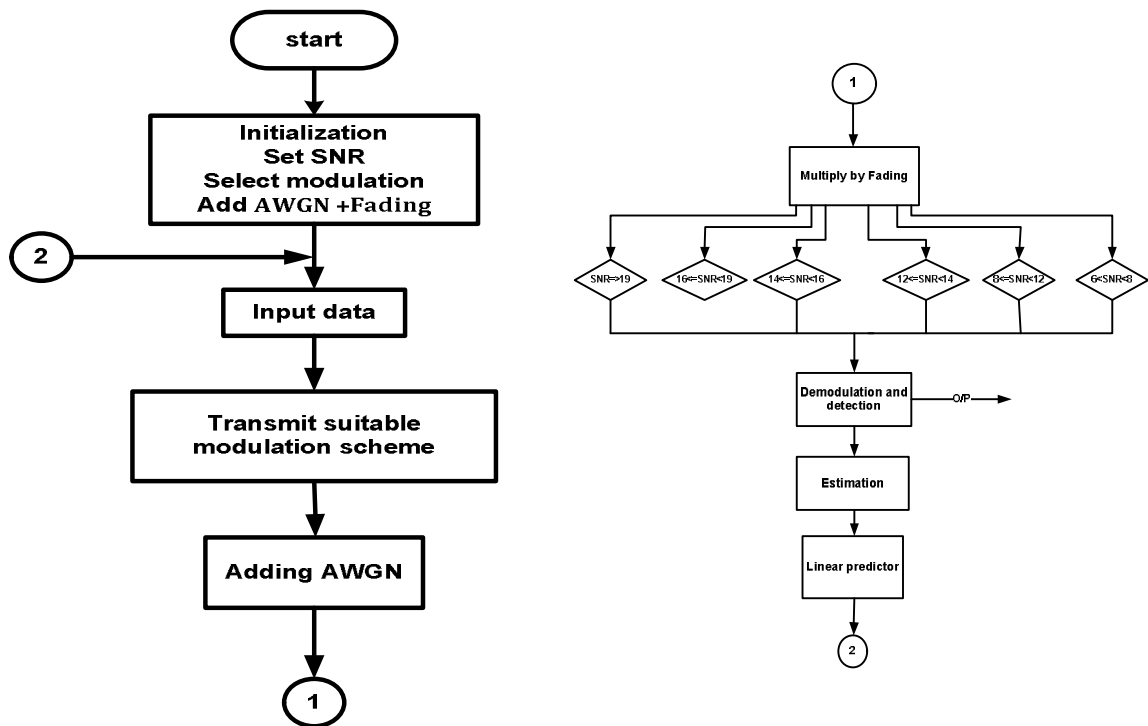 start
Initialization
Set SNR
Select modulation
Add AWGN +Fading
2
Input data
Transmit suitable
modulation scheme
Adding AWGN
1
1
Multiply by Fading
SNR=>19
16<=SNR<19
14<=SNR<16
12<=SNR<14
8<=SNR<12
6<SNR<8
Demodulation and
detection
O/P
Estimation
Linear predictor
2